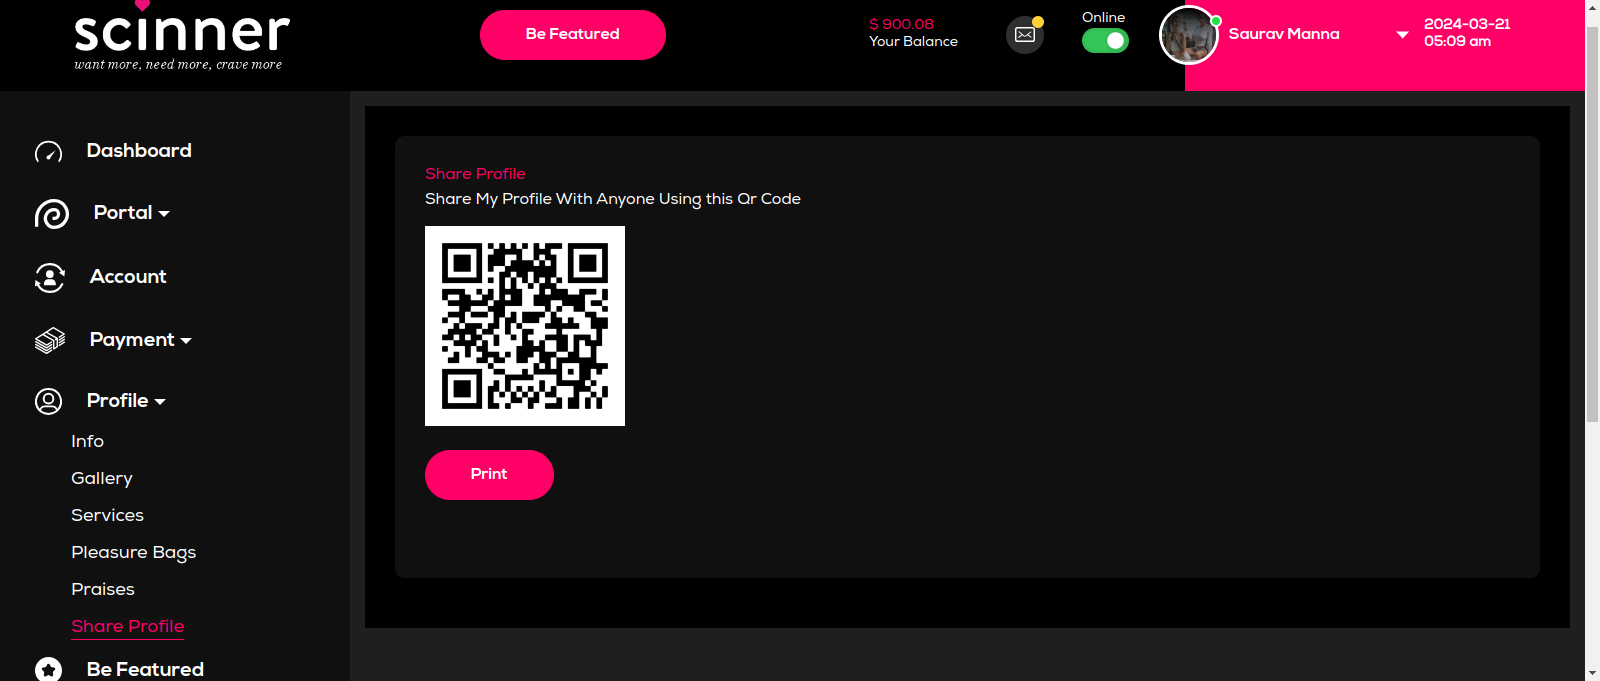 scinner
want more, need more, crave more
Be Featured
$ 900.08
Your Balance
Online
Saurav Manna
2024-03-21
05:09 am
Dashboard
Portal
Account
Payment
Profile
Info
Gallery
Services
Pleasure Bags
Praises
Share Profile
Be Featured
Share Profile
Share My Profile With Anyone Using this Qr Code
Print